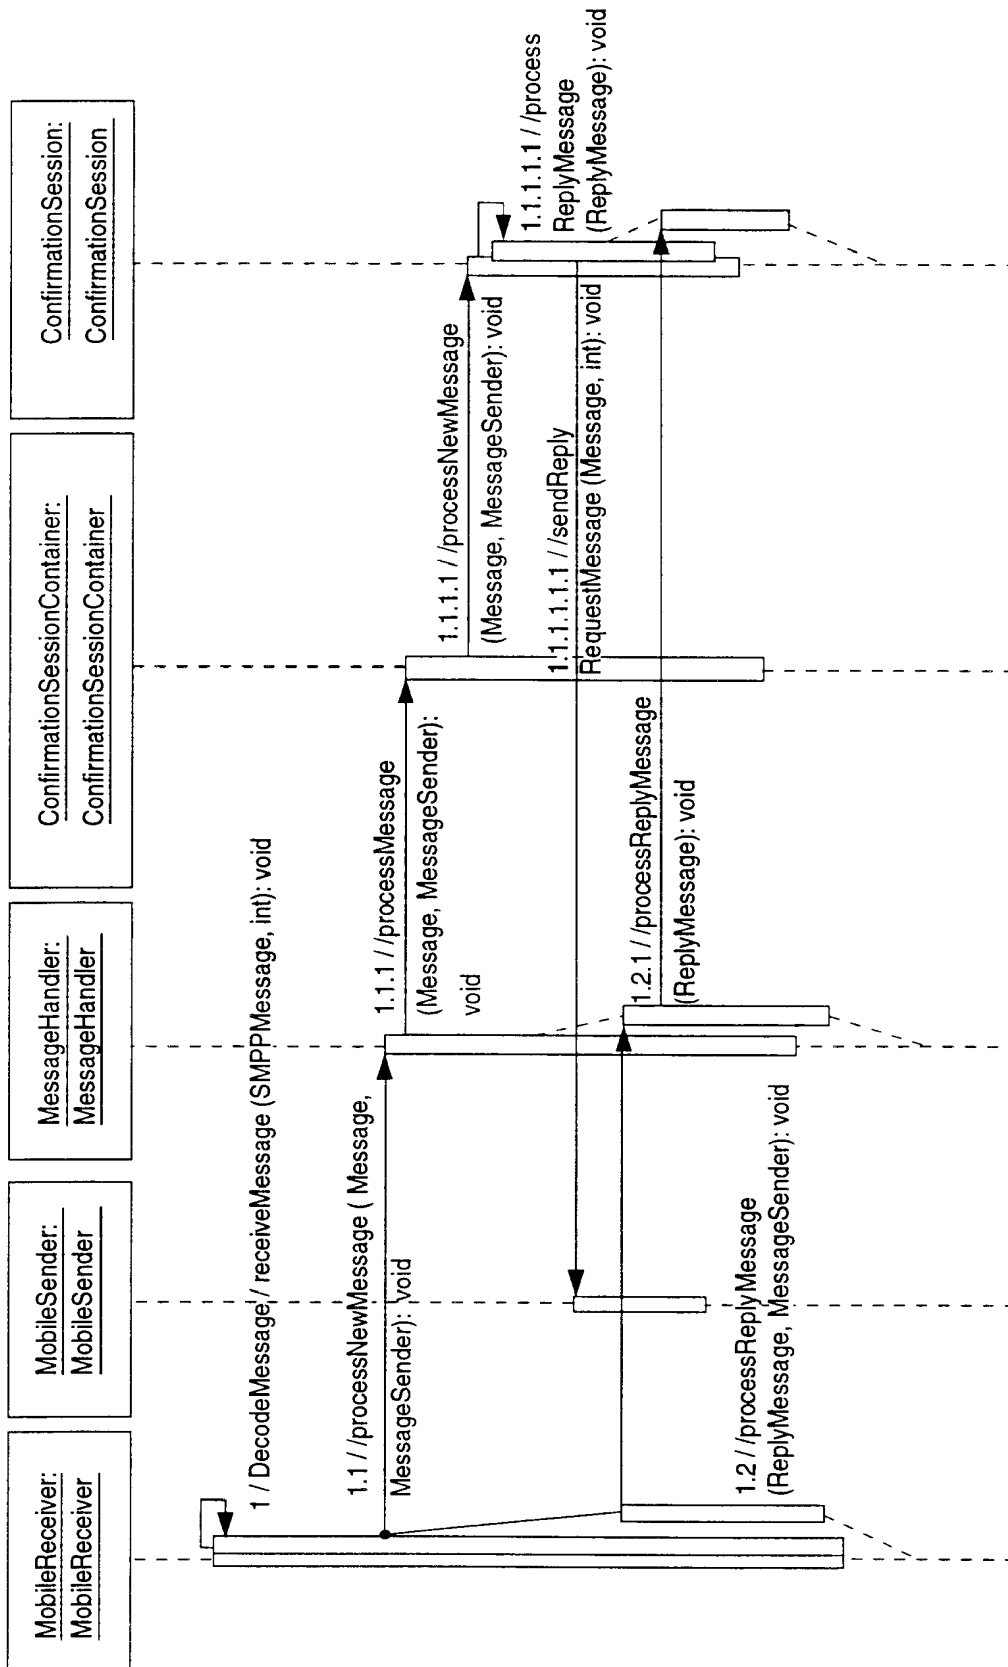 MobileReceiver:
MobileReceiver
MobileSender:
MobileSender
MessageHandler:
MessageHandler
ConfirmationSessionContainer:
ConfirmationSessionContainer
ConfirmationSession:
ConfirmationSession
1 / DecodeMessage / receiveMessage (SMPPMessage, int): void
1.1 / /processNewMessage ( Message,
MessageSender): void
1.1.1 / /processMessage
(Message, MessageSender):
void
1.1.1.1 / /processNewMessage
(Message, MessageSender): void
1.1.1.1.1 / /process
ReplyMessage
(ReplyMessage): void
1.1.1.1.1.1 / /sendReply
RequestMessage (Message, int): void
1.2 / /processReplyMessage
(ReplyMessage, MessageSender): void
1.2.1 / /processReplyMessage
(ReplyMessage): void